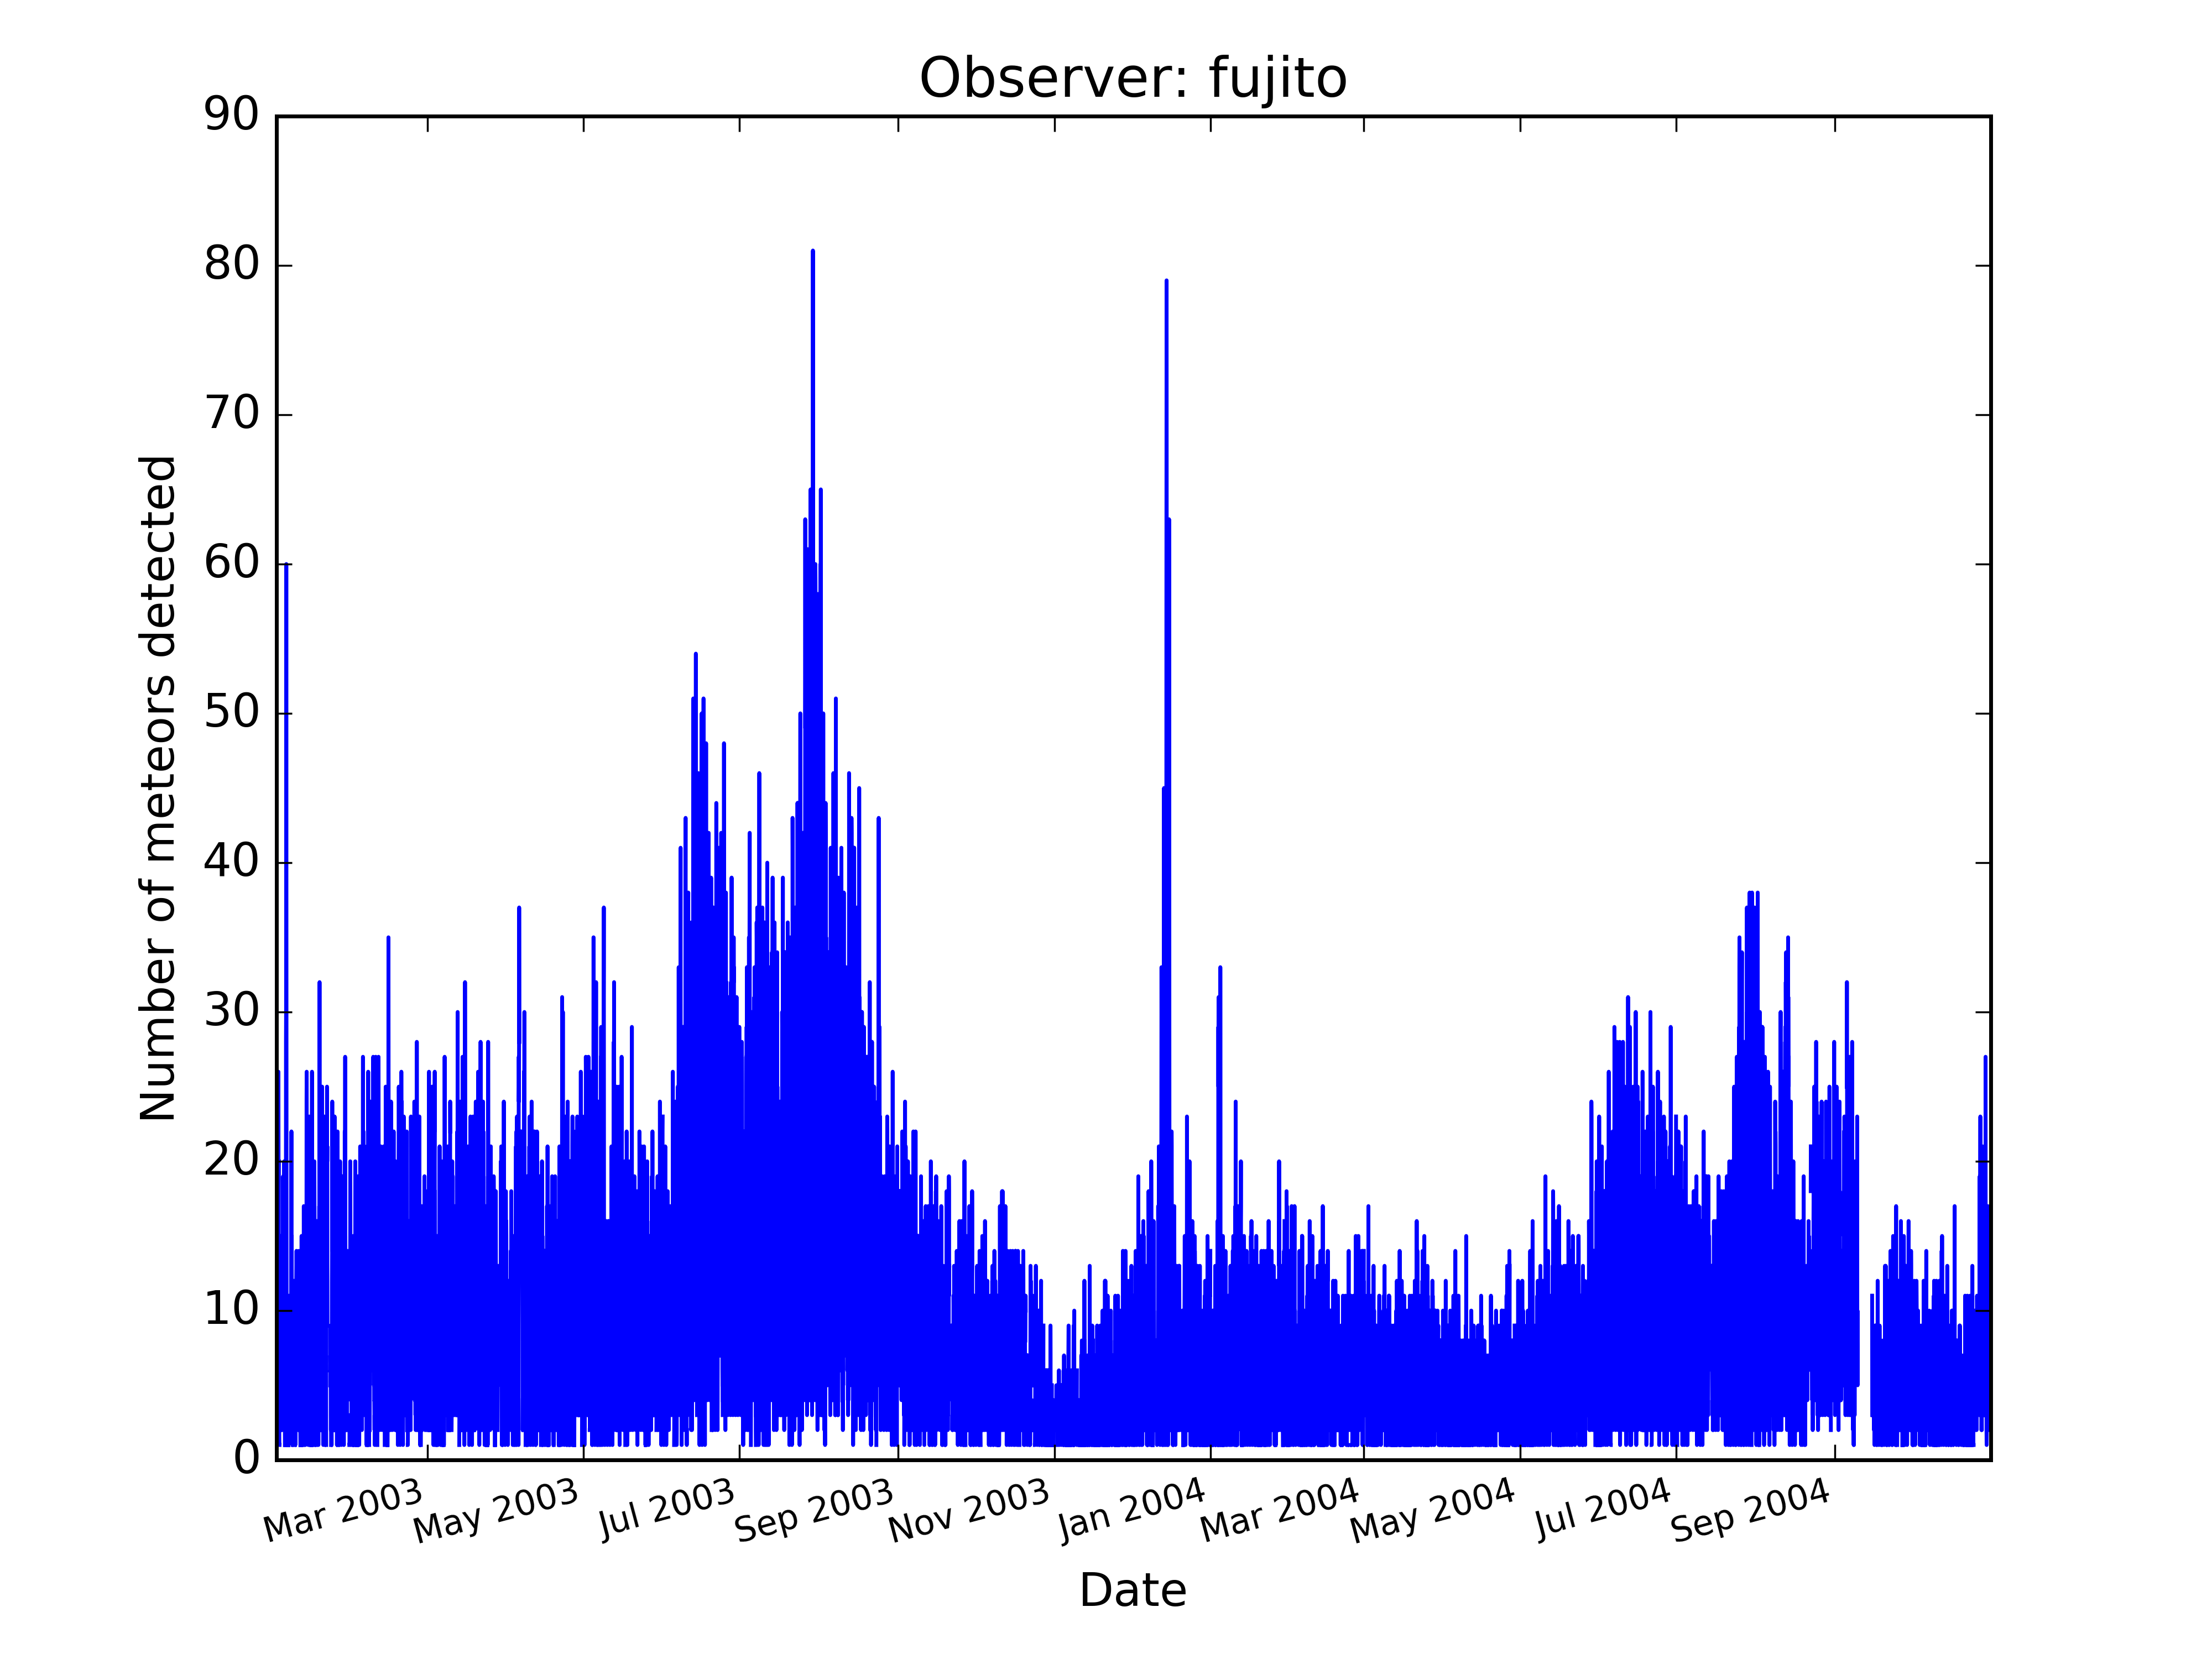 Observer: fujito
90
80
70
60
50
40
30
20
10
0
Number of meteors detected
Mar 2003
May 2003
Jul 2003
Sep 2003
Nov 2003
Jan 2004
Mar 2004
May 2004
Jul 2004
Sep 2004
Date